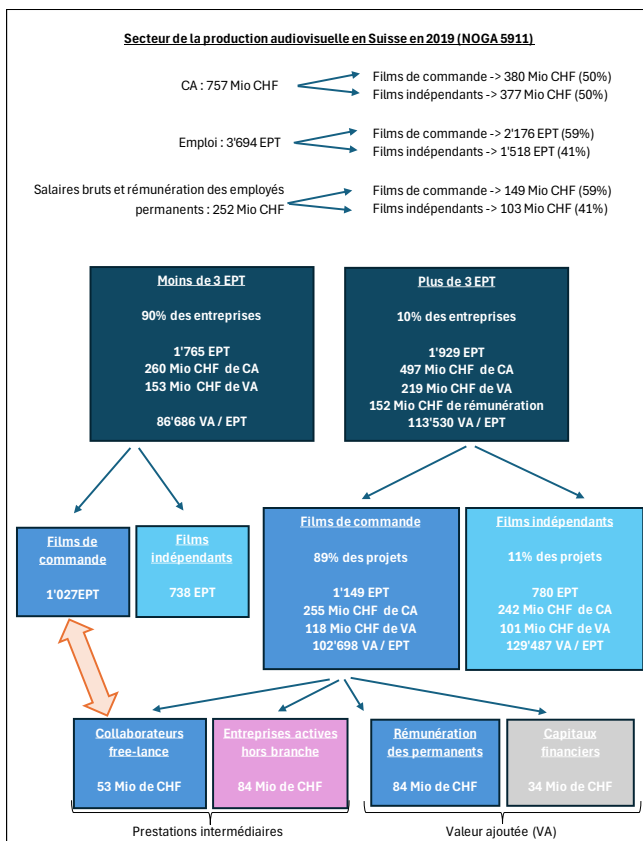 Secteur de la production audiovisuelle en Suisse en 2019 (NOGA 5911)
CA : 757 Mio CHF
Films de commande -> 380 Mio CHF (50%)
Films indépendants -> 377 Mio CHF (50%)
Emploi : 3'694 EPT
Films de commande -> 2'176 EPT (59%)
Films indépendants -> 1'518 EPT (41%)
Salaires bruts et rémunération des employés
permanents : 252 Mio CHF
Films de commande -> 149 Mio CHF (59%)
Films indépendants -> 103 Mio CHF (41%)
Moins de 3 EPT
90% des entreprises
1'765 EPT
260 Mio CHF de CA
153 Mio CHF de VA
86'686 VA / EPT
Plus de 3 EPT
10% des entreprises
1'929 EPT
497 Mio CHF de CA
219 Mio CHF de VA
152 Mio CHF de rémunération
113'530 VA / EPT
Films de
commande
1'027EPT
Films
indépendants
738 EPT
Films de commande
89% des projets
1'149 EPT
255 Mio CHF de CA
118 Mio CHF de VA
102'698 VA / EPT
Films indépendants
11% des projets
780 EPT
242 Mio CHF de CA
101 Mio CHF de VA
129'487 VA / EPT
Collaborateurs
free-lance
53 Mio de CHF
Entreprises actives
hors branche
84 Mio de CHF
Rémunération
des permanents
84 Mio de CHF
Capitaux
financiers
34 Mio de CHF
Prestations intermédiaires
Valeur ajoutée (VA)